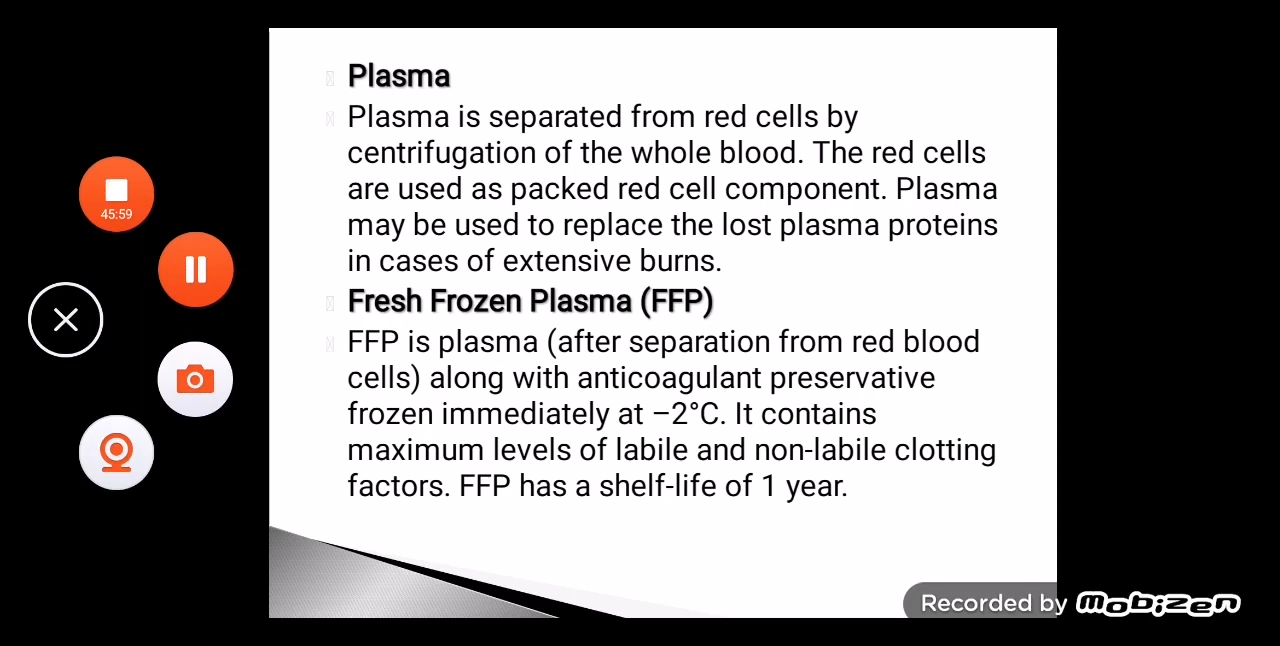 Plasma
Plasma is separated from red cells by
centrifugation of the whole blood. The red cells
are used as packed red cell component. Plasma
may be used to replace the lost plasma proteins
in cases of extensive burns.
Fresh Frozen Plasma (FFP)
FFP is plasma (after separation from red blood
cells) along with anticoagulant preservative
frozen immediately at –2°C. It contains
maximum levels of labile and non-labile clotting
factors. FFP has a shelf-life of 1 year.
45:59
Recorded by mobizen